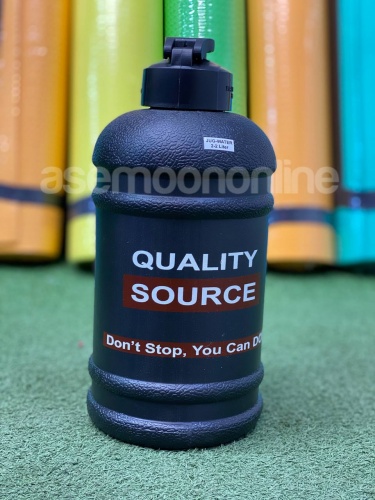 JUG-WATER
2.2 Liter
asemoononline
QUALITY
SOURCE
Don't Stop, You Can DO